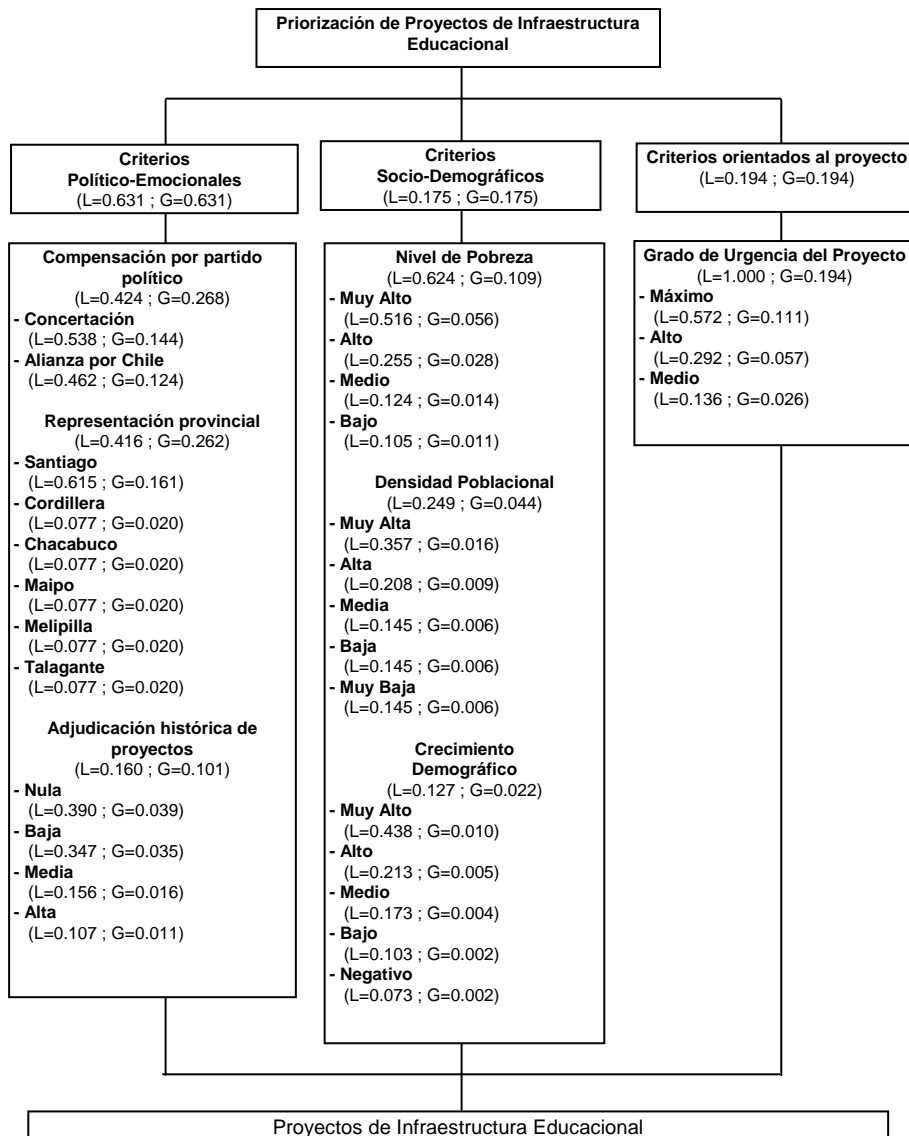 Priorización de Proyectos de Infraestructura
Educacional
Criterios
Político-Emocionales
(L=0.631 ; G=0.631)
Criterios
Socio-Demográficos
(L=0.175 ; G=0.175)
Criterios orientados al proyecto
(L=0.194 ; G=0.194)
Compensación por partido
político
(L=0.424 ; G=0.268)
- Concertación
(L=0.538 ; G=0.144)
- Alianza por Chile
(L=0.462 ; G=0.124)
Representación provincial
(L=0.416 ; G=0.262)
- Santiago
(L=0.615 ; G=0.161)
- Cordillera
(L=0.077 ; G=0.020)
- Chacabuco
(L=0.077 ; G=0.020)
- Maipo
(L=0.077 ; G=0.020)
- Melipilla
(L=0.077 ; G=0.020)
- Talagante
(L=0.077 ; G=0.020)
Adjudicación histórica de
proyectos
(L=0.160 ; G=0.101)
- Nula
(L=0.390 ; G=0.039)
- Baja
(L=0.347 ; G=0.035)
- Media
(L=0.156 ; G=0.016)
- Alta
(L=0.107 ; G=0.011)
Nivel de Pobreza
(L=0.624 ; G=0.109)
- Muy Alto
(L=0.516 ; G=0.056)
- Alto
(L=0.255 ; G=0.028)
- Medio
(L=0.124 ; G=0.014)
- Bajo
(L=0.105 ; G=0.011)
Densidad Poblacional
(L=0.249 ; G=0.044)
- Muy Alta
(L=0.357 ; G=0.016)
- Alta
(L=0.208 ; G=0.009)
- Media
(L=0.145 ; G=0.006)
- Baja
(L=0.145 ; G=0.006)
- Muy Baja
(L=0.145 ; G=0.006)
Crecimiento
Demográfico
(L=0.127 ; G=0.022)
- Muy Alto
(L=0.438 ; G=0.010)
- Alto
(L=0.213 ; G=0.005)
- Medio
(L=0.173 ; G=0.004)
- Bajo
(L=0.103 ; G=0.002)
- Negativo
(L=0.073 ; G=0.002)
Grado de Urgencia del Proyecto
(L=1.000 ; G=0.194)
- Máximo
(L=0.572 ; G=0.111)
- Alto
(L=0.292 ; G=0.057)
- Medio
(L=0.136 ; G=0.026)
Proyectos de Infraestructura Educacional